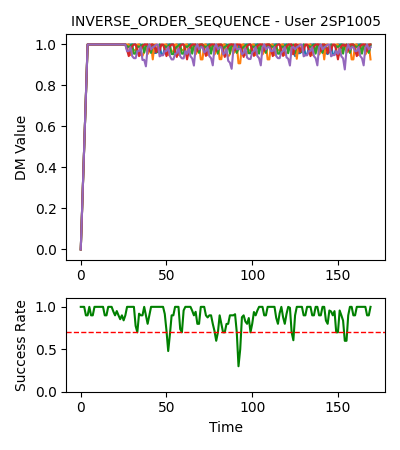 INVERSE_ORDER_SEQUENCE - User 2SP1005
1.0
0.8
0.6
0.4
0.2
0.0
DM Value
0 50 100 150
1.0
0.5
0.0
Success Rate
0 50 100 150
Time